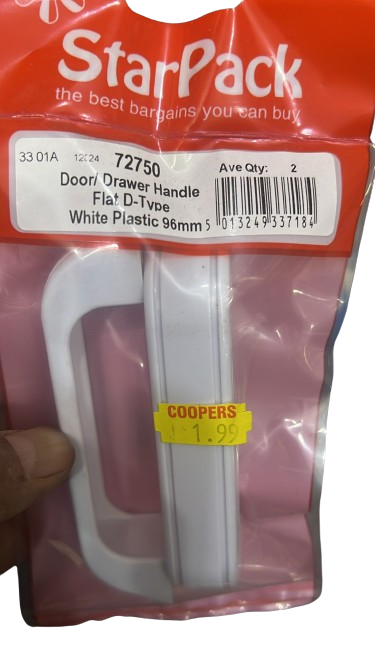 StarPack
the best bargains you can buy
33 01A 12/24 72750 Ave Qty: 2
Door/ Drawer Handle
Flat D-Type
White Plastic 96mm
5 013249 337184
COOPERS
1.99